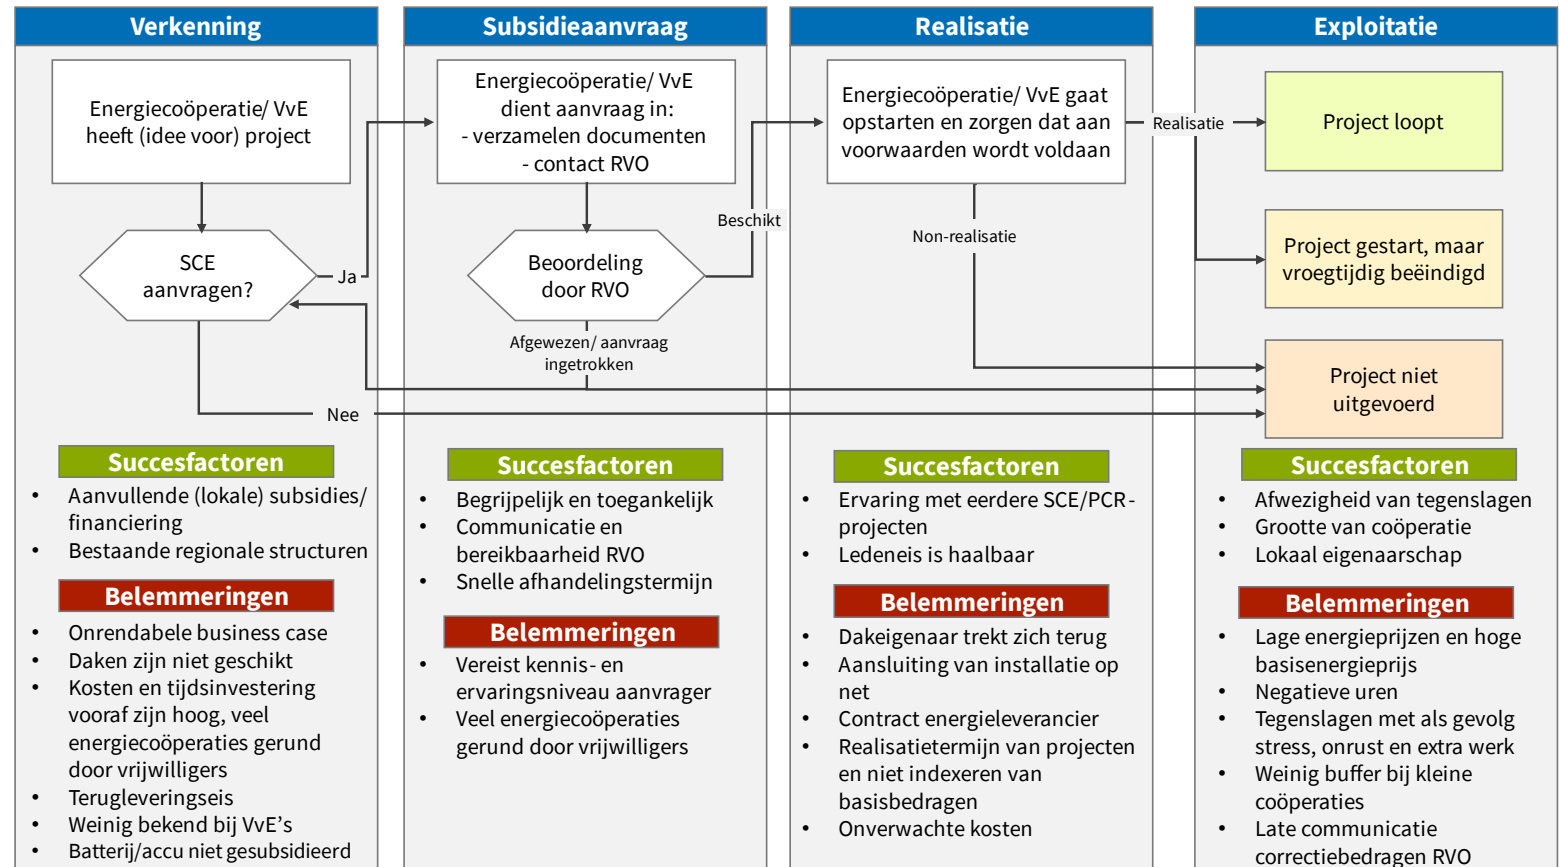 Verkenning
Energiecoöperatie/ VvE
heeft (idee voor) project
SCE
aanvragen?
Ja
Nee
Succesfactoren
• Aanvullende (lokale) subsidies/
financiering
• Bestaande regionale structuren
Belemmeringen
• Onrendabele business case
• Daken zijn niet geschikt
• Kosten en tijdsinvestering
vooraf zijn hoog, veel
energiecoöperaties gerund
door vrijwilligers
• Terugleveringseis
• Weinig bekend bij VvE’s
• Batterij/accu niet gesubsidieerd
Subsidieaanvraag
Energiecoöperatie/ VvE
dient aanvraag in:
- verzamelen documenten
- contact RVO
Beschikt
Beoordeling
door RVO
Afgewezen/ aanvraag
ingetrokken
Succesfactoren
• Begrijpelijk en toegankelijk
• Communicatie en
bereikbaarheid RVO
• Snelle afhandelingstermijn
Belemmeringen
• Vereist kennis- en
ervaringsniveau aanvrager
• Veel energiecoöperaties
gerund door vrijwilligers
Realisatie
Energiecoöperatie/ VvE gaat
opstarten en zorgen dat aan
voorwaarden wordt voldaan
Realisatie
Non-realisatie
Succesfactoren
• Ervaring met eerdere SCE/PCR-
projecten
• Ledeneis is haalbaar
Belemmeringen
• Dakeigenaar trekt zich terug
• Aansluiting van installatie op
net
• Contract energieleverancier
• Realisatietermijn van projecten
en niet indexeren van
basisbedragen
• Onverwachte kosten
Exploitatie
Project loopt
Project gestart, maar
vroegtijdig beëindigd
Project niet
uitgevoerd
Succesfactoren
• Afwezigheid van tegenslagen
• Grootte van coöperatie
• Lokaal eigenaarschap
Belemmeringen
• Lage energieprijzen en hoge
basisenergieprijs
• Negatieve uren
• Tegenslagen met als gevolg
stress, onrust en extra werk
• Weinig buffer bij kleine
coöperaties
• Late communicatie
correctiebedragen RVO